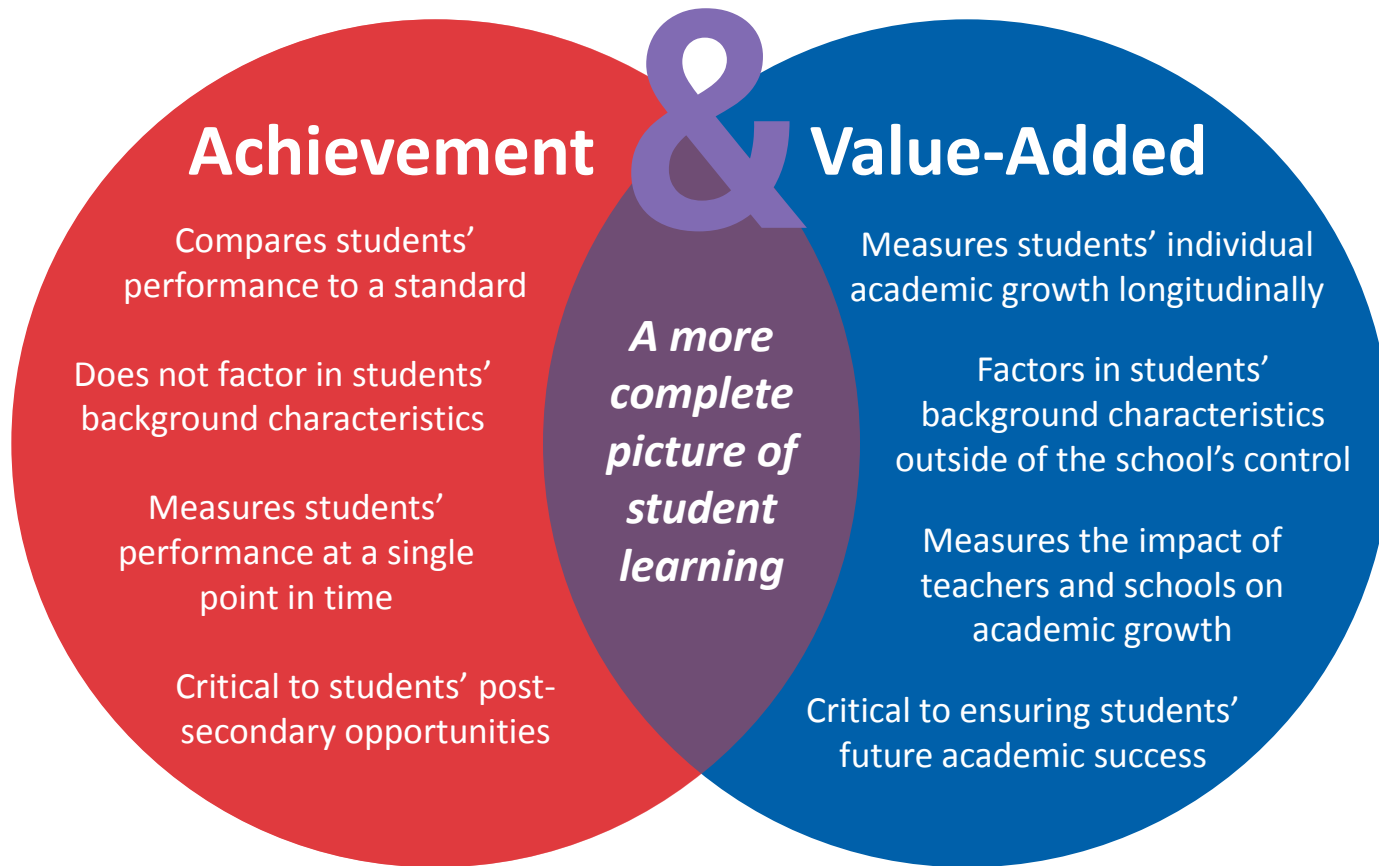 Achievement
&
Value-Added
Compares students’
performance to a standard
Does not factor in students’
background characteristics
Measures students’
performance at a single
point in time
Critical to students’ post-
secondary opportunities
A more
complete
picture of
student
learning
Measures students’ individual
academic growth longitudinally
Factors in students’
background characteristics
outside of the school’s control
Measures the impact of
teachers and schools on
academic growth
Critical to ensuring students’
future academic success